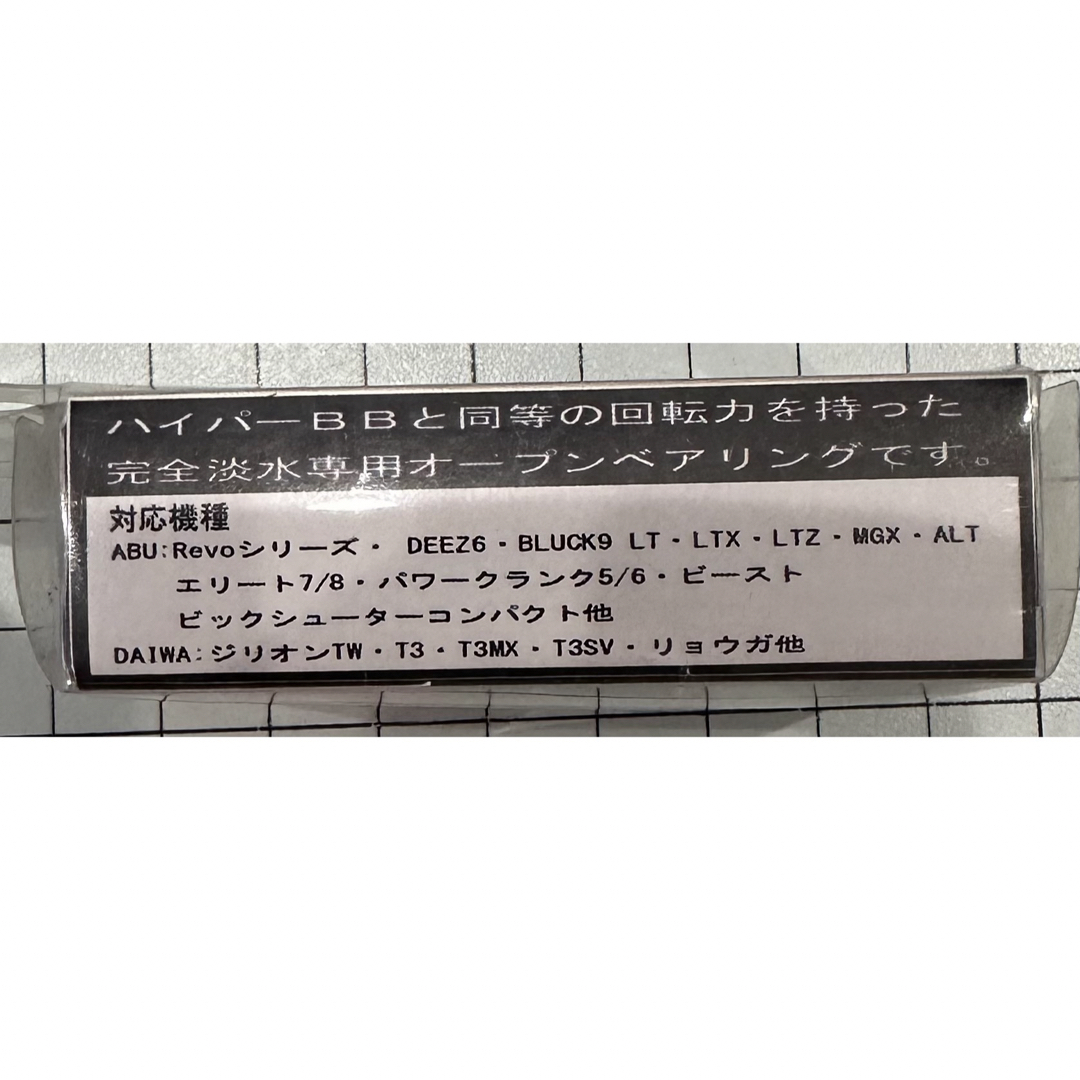 ハイパーＢＢと同等の回転力を持った
完全淡水専用オープンベアリングです。
対応機種
ABU:Revoシリーズ・ DEEZ6・BLUCK9 LT・LTX・LTZ・MGX・ALT
エリート7/8・パワークランク5/6・ビースト
ビックシューターコンパクト他
DAIWA:ジリオンTW・T3・T3MX・T3SV・リョウガ他